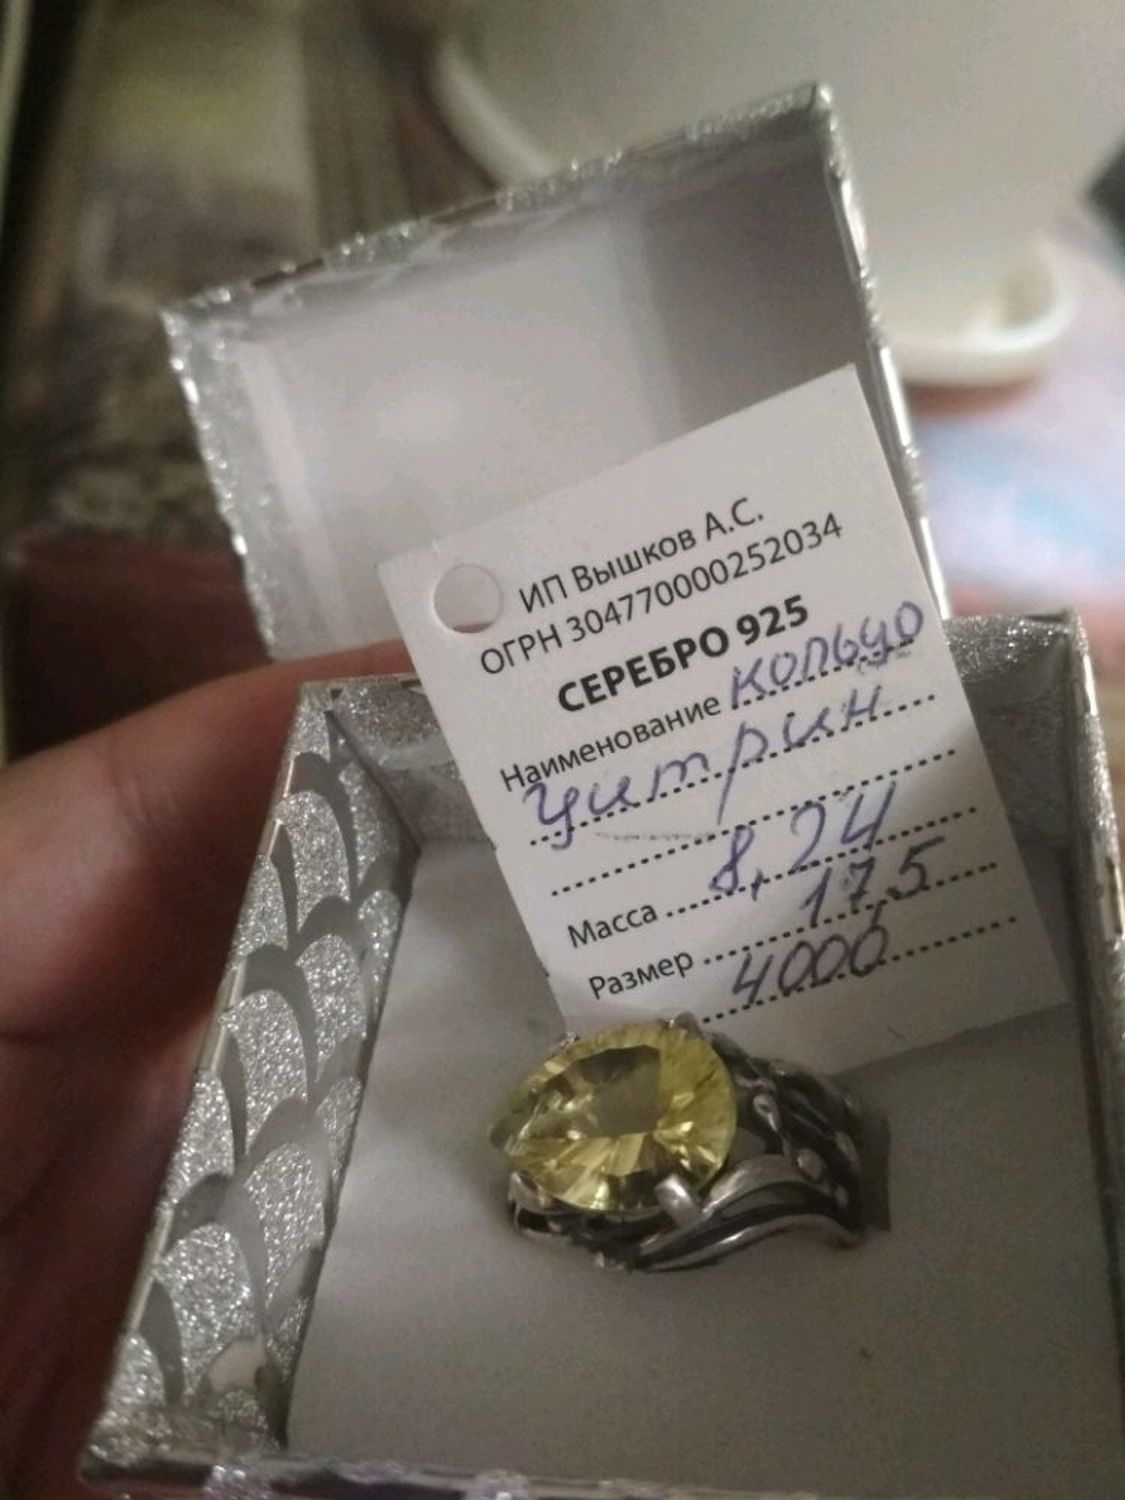 ИП Вышков А.С.
ОГРН 304770000252034
СЕРЕБРО 925
Наименование кольцо
цитрин
Масса 8,24
Размер 17,5
4000